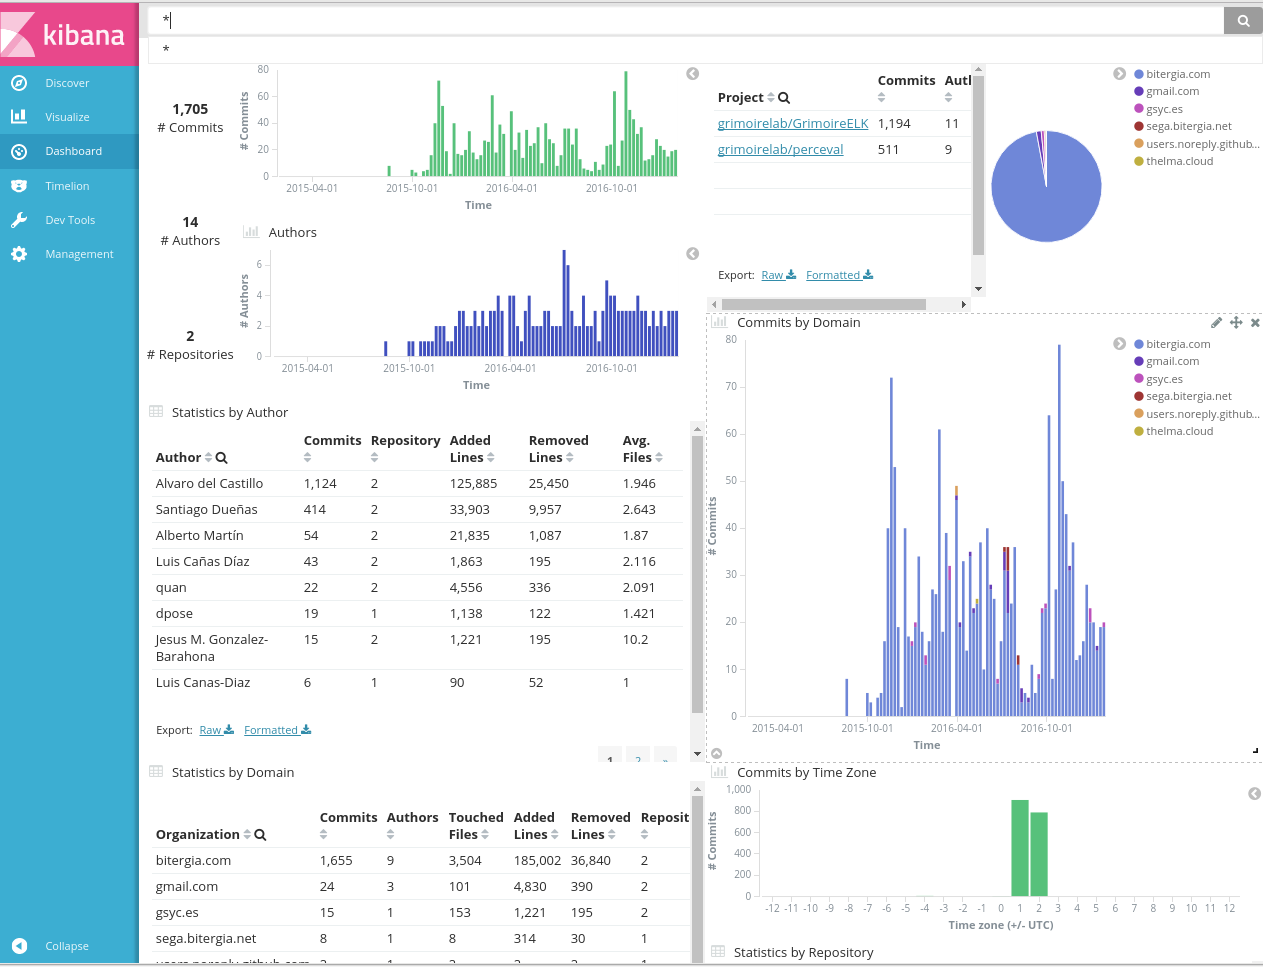 kibana
*
*
Discover
Visualize
Dashboard
Timelion
Dev Tools
Management
Collapse
1,705
# Commits
14
# Authors
2
# Repositories
# Commits
80
60
40
20
0
2015-04-01 2015-10-01 2016-04-01 2016-10-01
Time
Authors
# Authors
6
4
2
0
2015-04-01 2015-10-01 2016-04-01 2016-10-01
Time
Project Commits Auth
grimoirelab/GrimoireELK 1,194 11
grimoirelab/perceval 511 9
Export: Raw Formatted
bitergia.com
gmail.com
gsyc.es
sega.bitergia.net
users.noreply.github...
thelma.cloud
Commits by Domain
# Commits
80
70
60
50
40
30
20
10
0
2015-04-01 2015-10-01 2016-04-01 2016-10-01
Time
bitergia.com
gmail.com
gsyc.es
sega.bitergia.net
users.noreply.github...
thelma.cloud
Statistics by Author
Author Commits Repository Added Lines Removed Lines Avg. Files
Alvaro del Castillo 1,124 2 125,885 25,450 1.946
Santiago Dueñas 414 2 33,903 9,957 2.643
Alberto Martín 54 2 21,835 1,087 1.87
Luis Cañas Díaz 43 2 1,863 195 2.116
quan 22 2 4,556 336 2.091
dpose 19 1 1,138 122 1.421
Jesus M. Gonzalez-
Barahona 15 2 1,221 195 10.2
Luis Canas-Diaz 6 1 90 52 1
Export: Raw Formatted
1 2 »
Statistics by Domain
Organization Commits Authors Touched Files Added Lines Removed Lines Reposit
bitergia.com 1,655 9 3,504 185,002 36,840 2
gmail.com 24 3 101 4,830 390 2
gsyc.es 15 1 153 1,221 195 2
sega.bitergia.net 8 1 8 314 30 1
Commits by Time Zone
# Commits
1,000
800
600
400
200
0
-12 -11 -10 -9 -8 -7 -6 -5 -4 -3 -2 -1 0 1 2 3 4 5 6 7 8 9 10 11 12
Time zone (+/- UTC)
Statistics by Repository